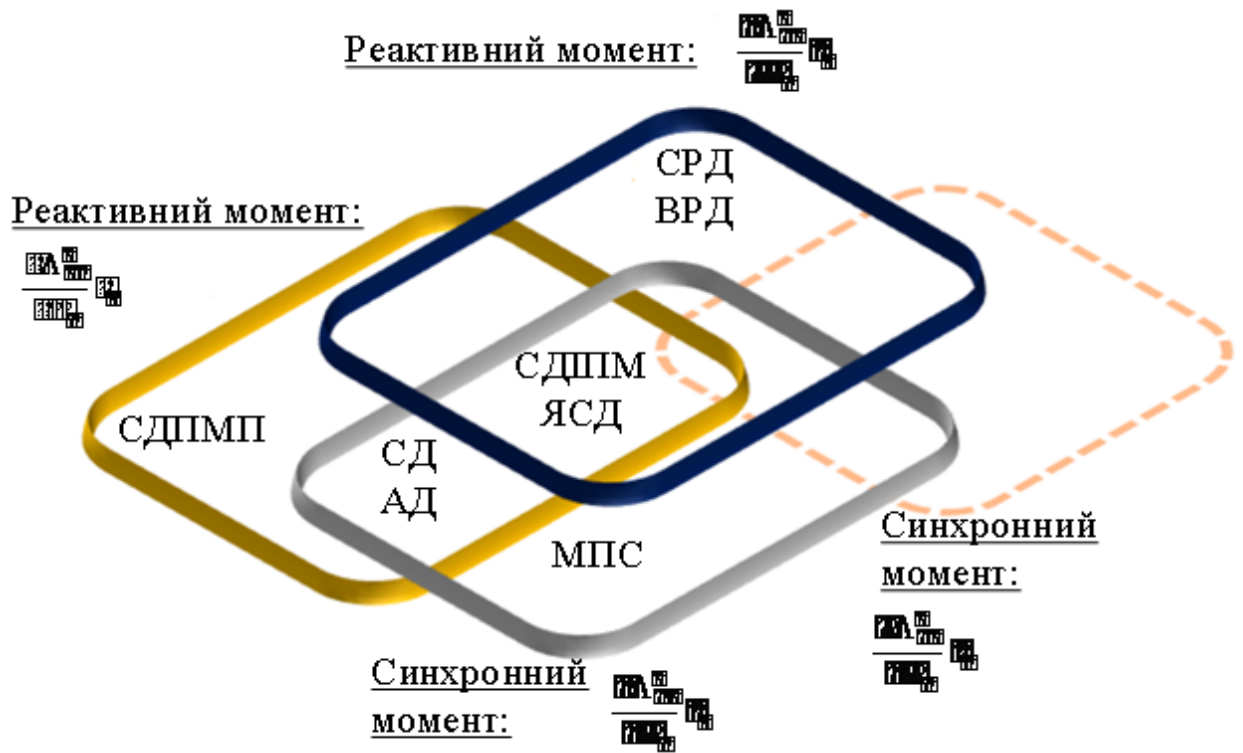 Реактивний момент:
СРД
ВРД
Реактивний момент:
СДПМ
ЯСД
СДПМП
СД
АД
МПС
Синхронний
момент:
Синхронний
момент: